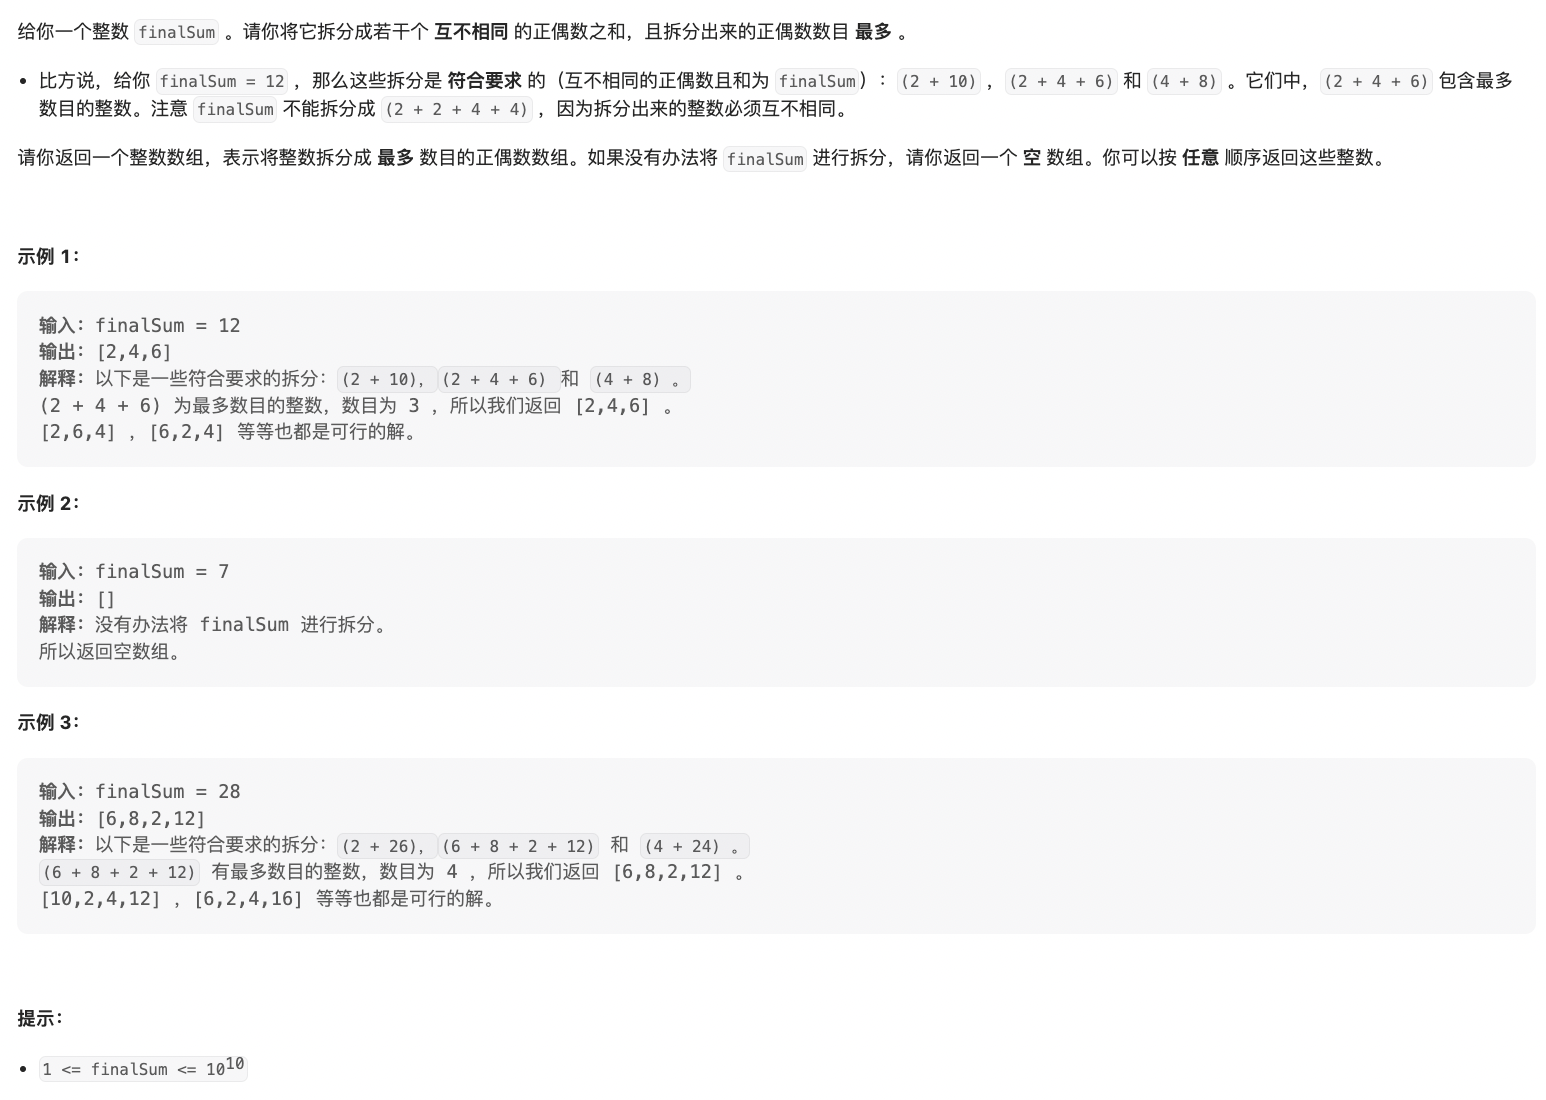 给你一个整数 finalSum 。请你将它拆分成若干个 互不相同 的正偶数之和，且拆分出来的正偶数数目 最多 。
• 比方说，给你 finalSum = 12 ，那么这些拆分是 符合要求 的（互不相同的正偶数且和为 finalSum）：(2 + 10) ，(2 + 4 + 6) 和 (4 + 8) 。它们中，(2 + 4 + 6) 包含最多
数目的整数。注意 finalSum 不能拆分成 (2 + 2 + 4 + 4) ，因为拆分出来的整数必须互不相同。
请你返回一个整数数组，表示将整数拆分成 最多 数目的正偶数数组。如果没有办法将 finalSum 进行拆分，请你返回一个 空 数组。你可以按 任意 顺序返回这些整数。
示例 1：
输入：finalSum = 12
输出：[2,4,6]
解释：以下是一些符合要求的拆分：(2 + 10)，(2 + 4 + 6) 和 (4 + 8) 。
(2 + 4 + 6) 为最多数目的整数，数目为 3 ，所以我们返回 [2,4,6] 。
[2,6,4] ，[6,2,4] 等等也都是可行的解。
示例 2：
输入：finalSum = 7
输出：[]
解释：没有办法将 finalSum 进行拆分。
所以返回空数组。
示例 3：
输入：finalSum = 28
输出：[6,8,2,12]
解释：以下是一些符合要求的拆分：(2 + 26)，(6 + 8 + 2 + 12) 和 (4 + 24) 。
(6 + 8 + 2 + 12) 有最多数目的整数，数目为 4 ，所以我们返回 [6,8,2,12] 。
[10,2,4,12] ，[6,2,4,16] 等等也都是可行的解。
提示：
• 1 <= finalSum <= 10^10